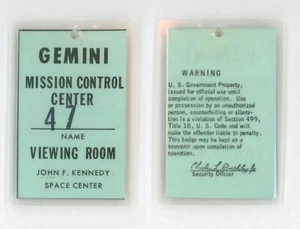 GEMINI
MISSION CONTROL
CENTER
47
NAME
VIEWING ROOM
JOHN F. KENNEDY
SPACE CENTER
WARNING
U. S. Government Property,
issued for official use until
completion of operation. Use
or possession by an unauthorized
person, counterfeiting or altera-
tion is a violation of Section 499,
Title 18, U. S. Code and will
make the offender liable to penalty.
This badge may be kept as a
souvenir upon completion of
operation.
Charles L. Buckley, Jr.
Security Officer